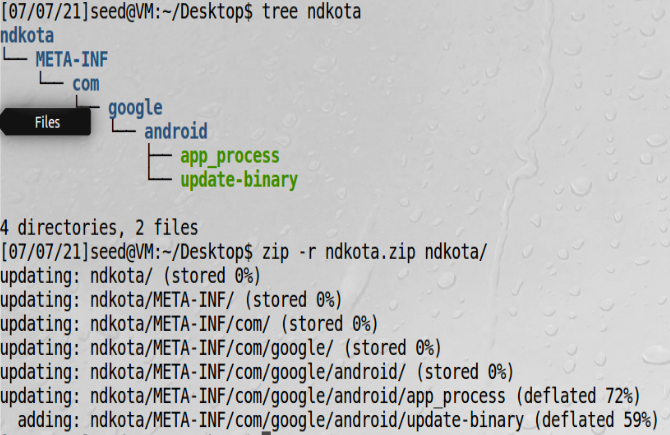 [07/07/21]seed@VM:~/Desktop$ tree ndkota
ndkota
└── META-INF
    └── com
        └── google
            └── android
                ├── app_process
                └── update-binary
Files
4 directories, 2 files
[07/07/21]seed@VM:~/Desktop$ zip -r ndkota.zip ndkota/
updating: ndkota/ (stored 0%)
updating: ndkota/META-INF/ (stored 0%)
updating: ndkota/META-INF/com/ (stored 0%)
updating: ndkota/META-INF/com/google/ (stored 0%)
updating: ndkota/META-INF/com/google/android/ (stored 0%)
updating: ndkota/META-INF/com/google/android/app_process (deflated 72%)
  adding: ndkota/META-INF/com/google/android/update-binary (deflated 59%)